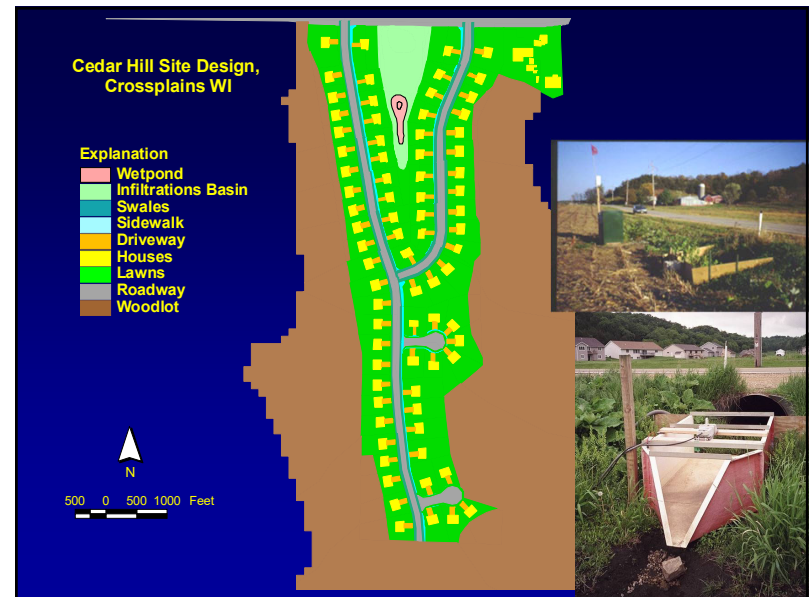 Cedar Hill Site Design,
Crossplains WI
Explanation
Wetpond
Infiltrations Basin
Swales
Sidewalk
Driveway
Houses
Lawns
Roadway
Woodlot
N
500 0 500 1000 Feet